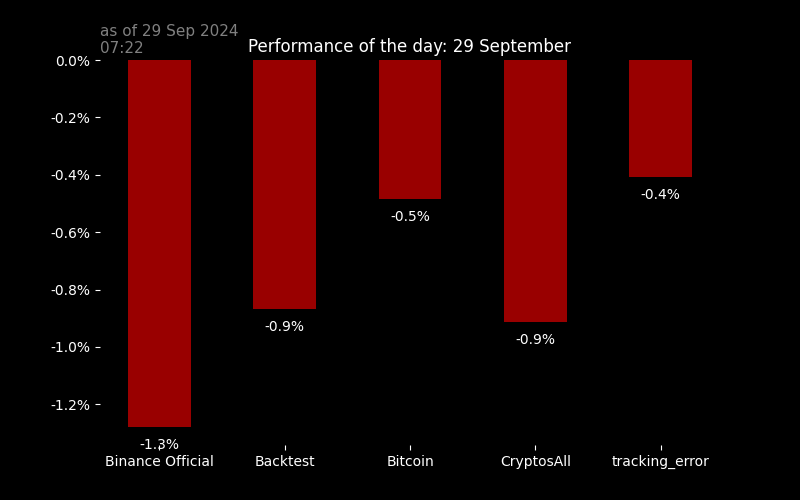 as of 29 Sep 2024
07:22
Performance of the day: 29 September
0.0%
-0.2%
-0.4%
-0.6%
-0.8%
-1.0%
-1.2%
-1.3%
-0.9%
-0.5%
-0.9%
-0.4%
Binance Official
Backtest
Bitcoin
CryptosAll
tracking_error